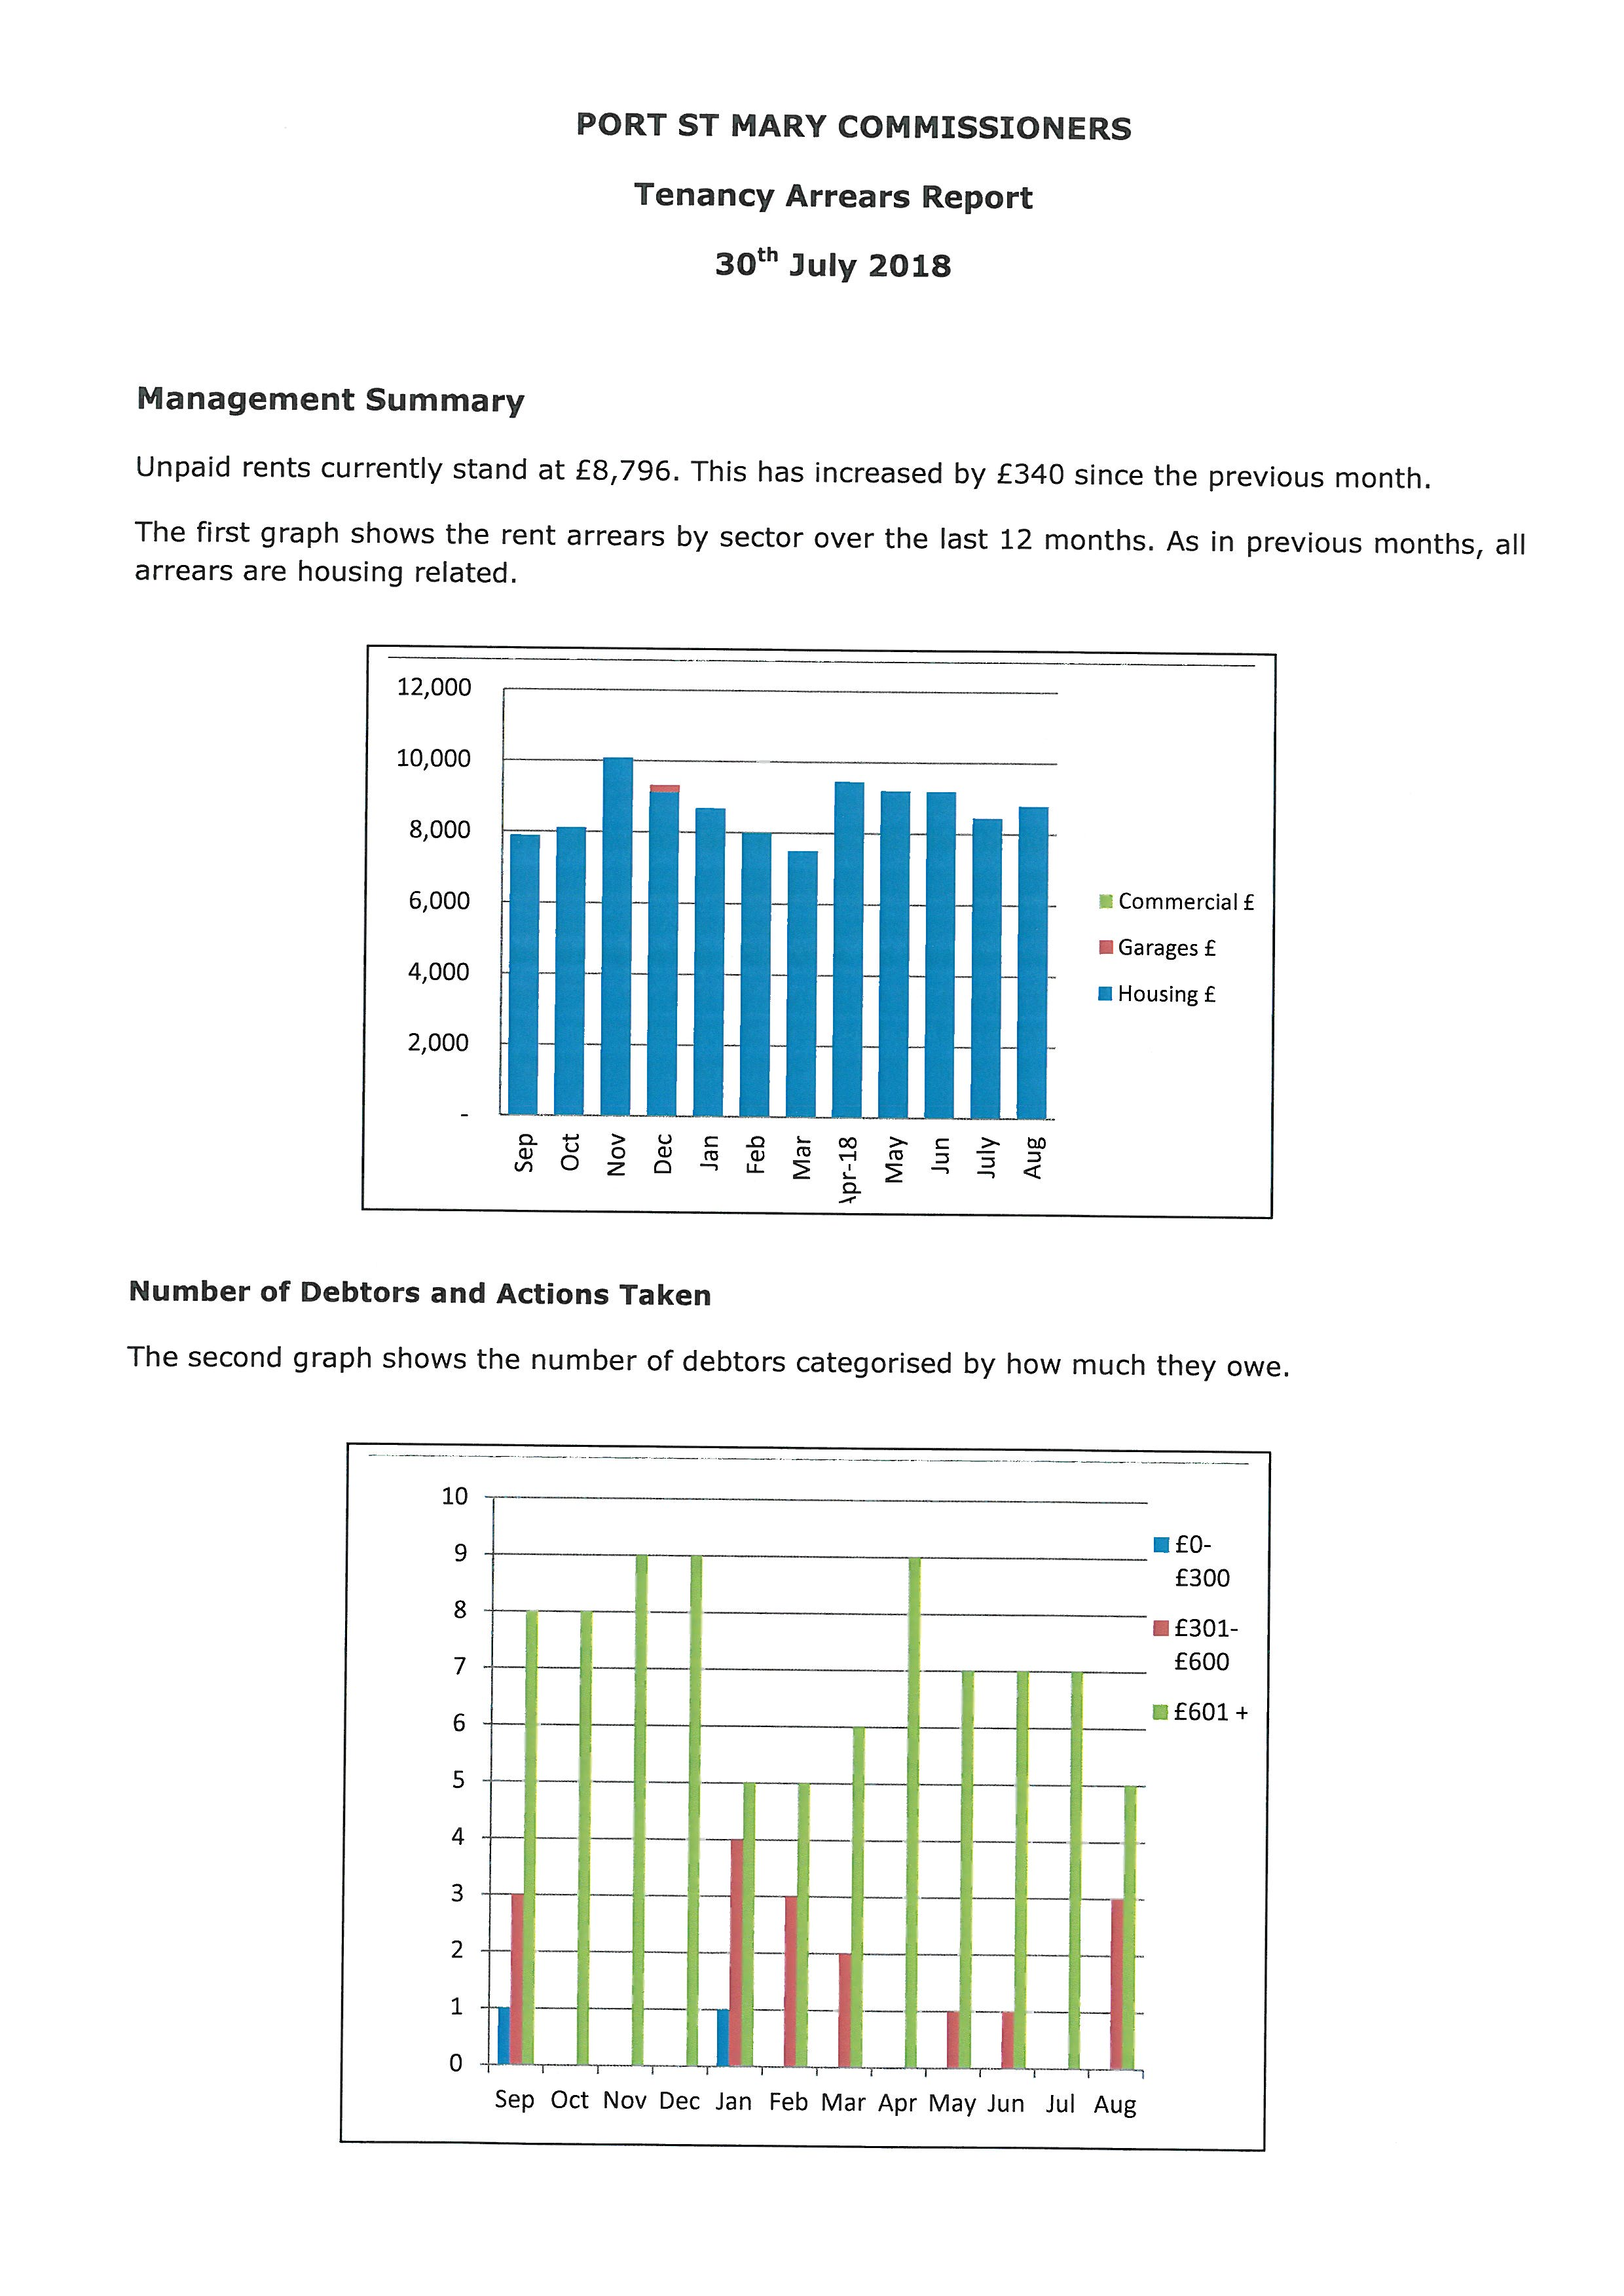 PORT ST MARY COMMISSIONERS
Tenancy Arrears Report
30th July 2018
Management Summary
Unpaid rents currently stand at £8,796. This has increased by £340 since the previous month.
The first graph shows the rent arrears by sector over the last 12 months. As in previous months, all
arrears are housing related.
12,000
10,000
8,000
6,000
4,000
2,000
-
Sep Oct Nov Dec Jan Feb Mar Apr-18 May Jun July Aug
Commercial £
Garages £
Housing £
Number of Debtors and Actions Taken
The second graph shows the number of debtors categorised by how much they owe.
10
9
8
7
6
5
4
3
2
1
0
Sep Oct Nov Dec Jan Feb Mar Apr May Jun Jul Aug
£0-
£300
£301-
£600
£601 +